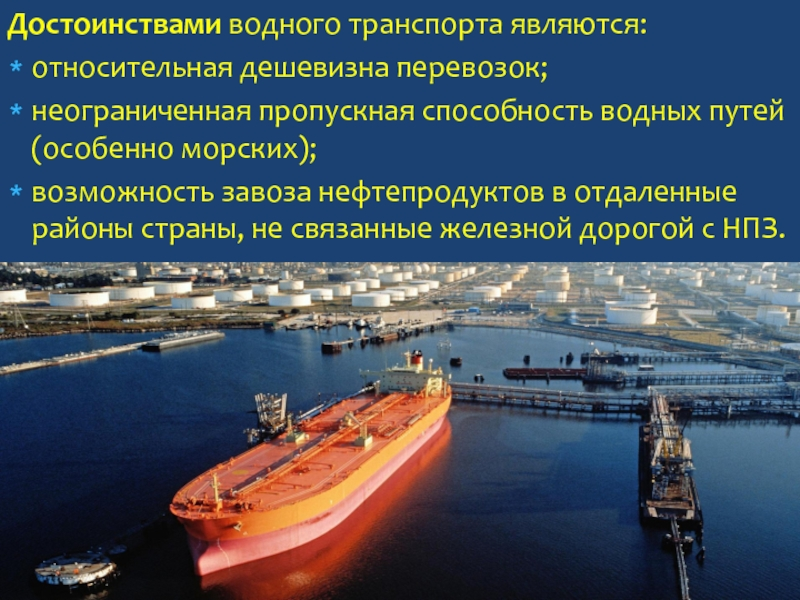 Достоинствами водного транспорта являются:
* относительная дешевизна перевозок;
* неограниченная пропускная способность водных путей
(особенно морских);
* возможность завоза нефтепродуктов в отдаленные
районы страны, не связанные железной дорогой с НПЗ.